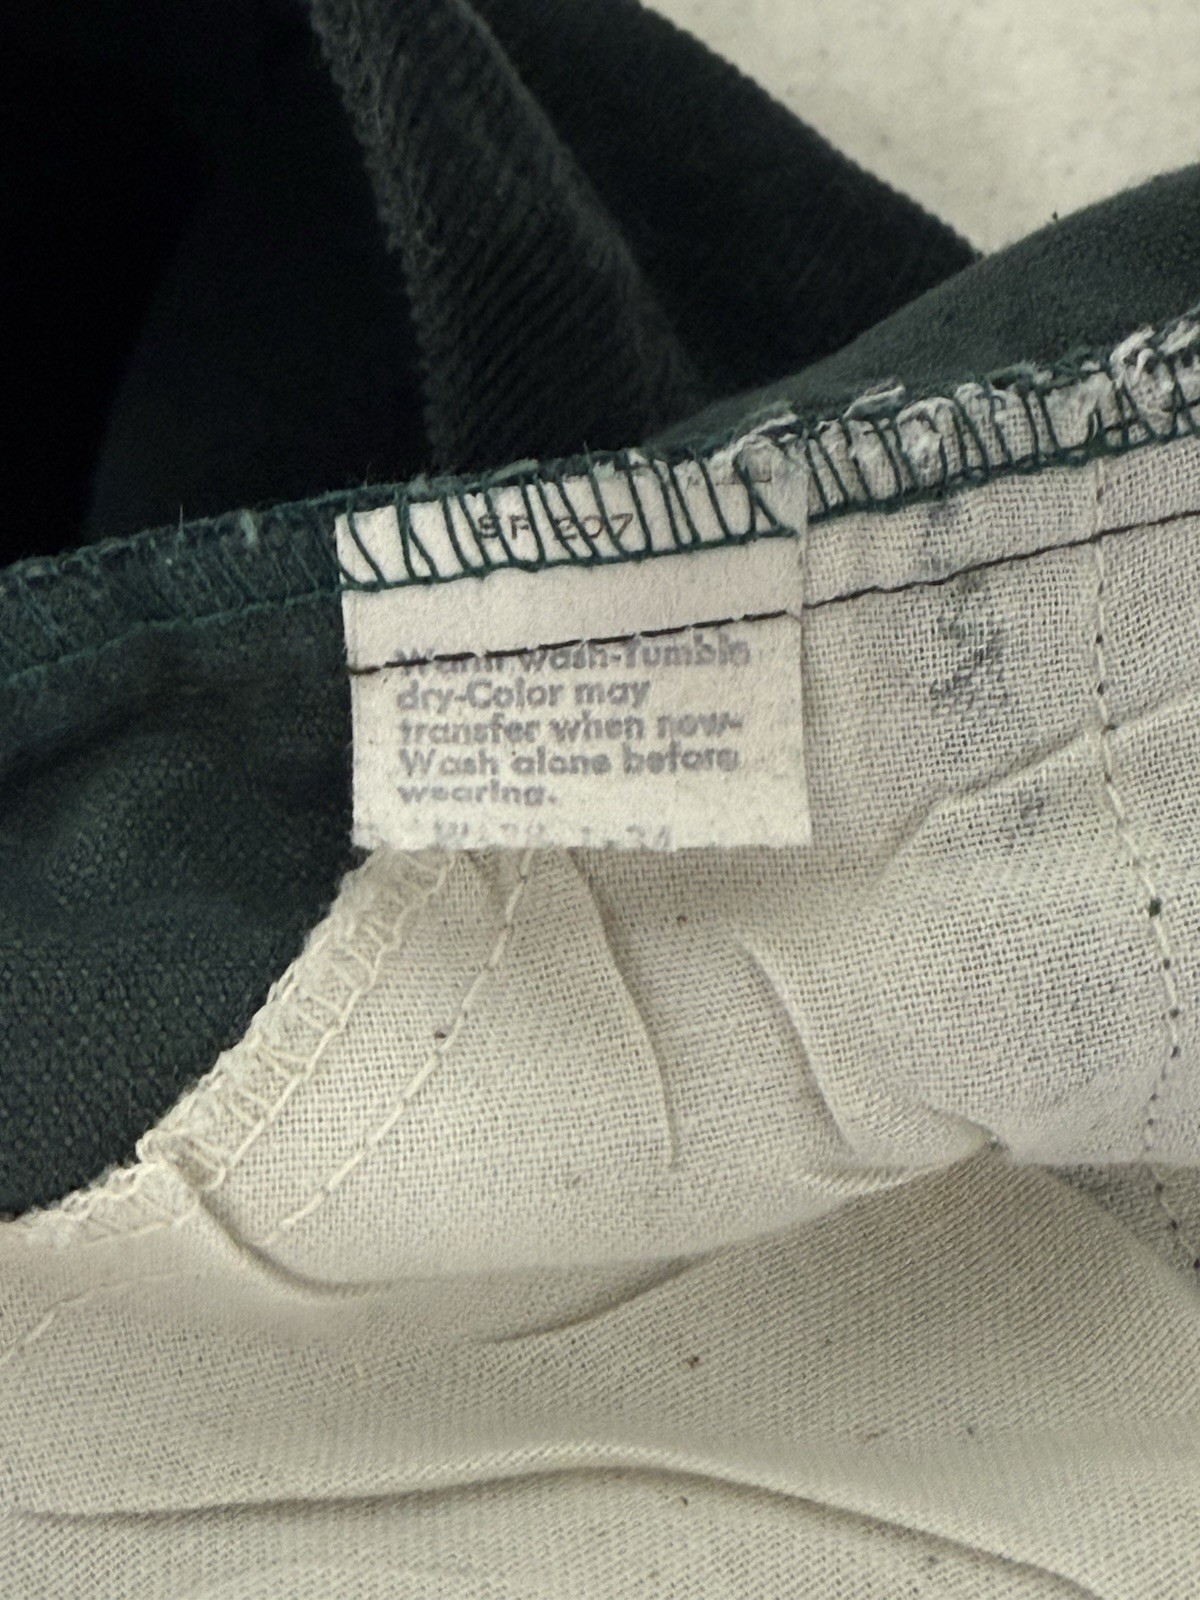 SF 207
Warm wash-Tumble
dry-Color may
transfer when new-
Wash alone before
wearing.